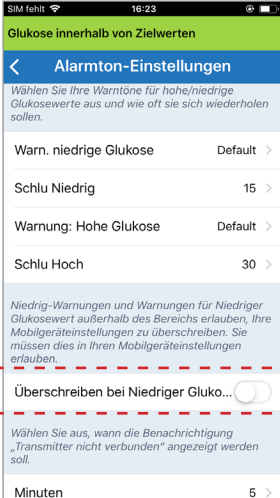 SIM fehlt 16:23
Glukose innerhalb von Zielwerten
Alarmton-Einstellungen
Wählen Sie Ihre Warntöne für hohe/niedrige
Glukosewerte aus und wie oft sie sich wiederholen
sollen.
Warn. niedrige Glukose Default
Schlu Niedrig 15
Warnung: Hohe Glukose Default
Schlu Hoch 30
Niedrig-Warnungen und Warnungen für Niedriger
Glukosewert außerhalb des Bereichs erlauben, Ihre
Mobilgeräteinstellungen zu überschreiben. Sie
müssen dies in Ihren Mobilgeräteinstellungen
erlauben.
Überschreiben bei Niedriger Gluko...
Wählen Sie aus, wann die Benachrichtigung
„Transmitter nicht verbunden“ angezeigt werden
soll.
Minuten 5